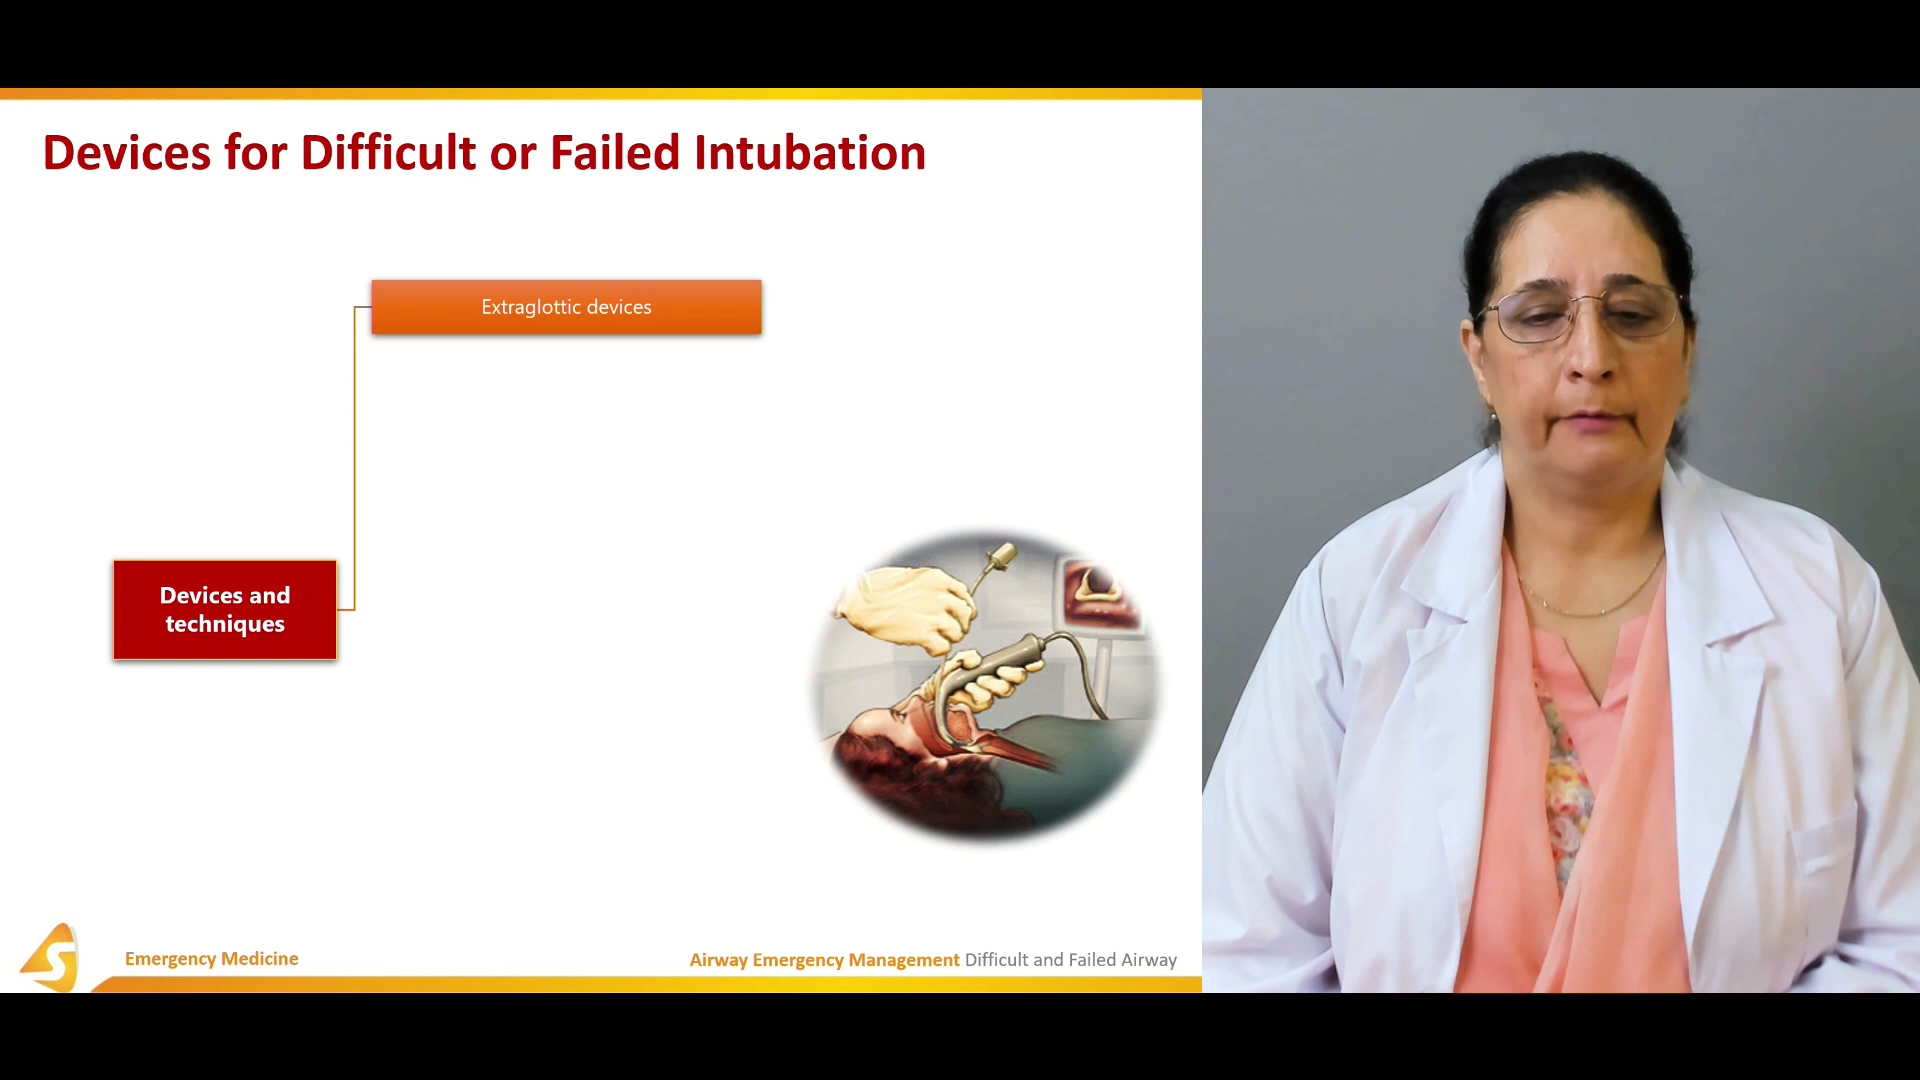 Devices for Difficult or Failed Intubation
Extraglottic devices
Devices and
techniques
S
Emergency Medicine
Airway Emergency Management Difficult and Failed Airway